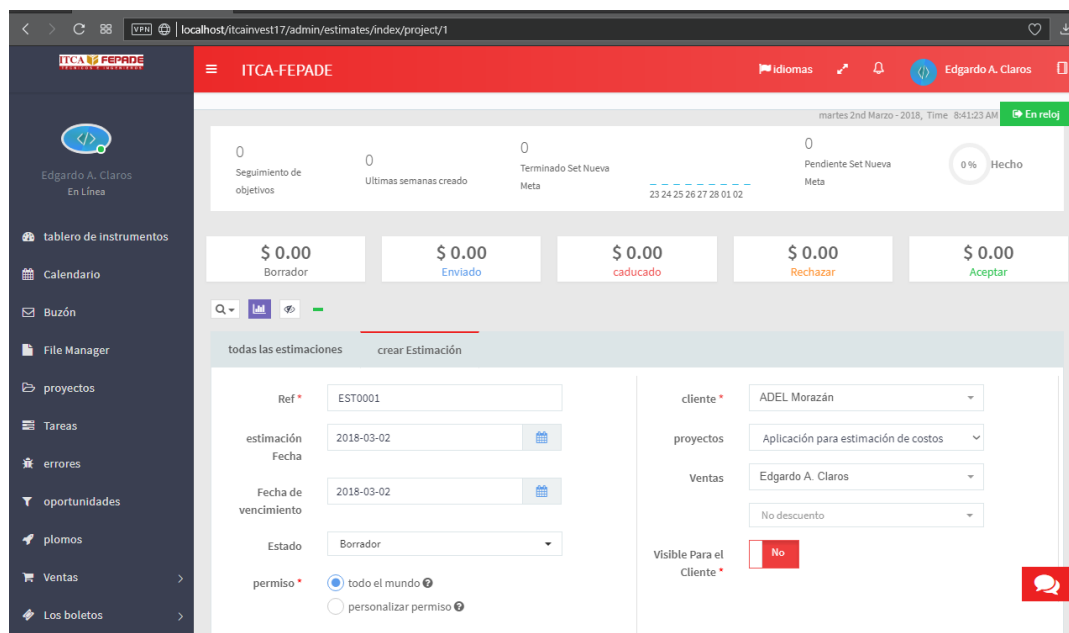 VPN localhost/itcainvest17/admin/estimates/index/project/1
ITCA FEPADE
TÉCNICOS E INGENIEROS
ITCA-FEPADE
idiomas
Edgardo A. Claros
martes 2nd Marzo - 2018, Time 8:41:23 AM
En reloj
Edgardo A. Claros
En Línea
tablero de instrumentos
Calendario
Buzón
File Manager
proyectos
Tareas
errores
oportunidades
plomos
Ventas
Los boletos
0
Seguimiento de
objetivos
0
Ultimas semanas creado
0
Terminado Set Nueva
Meta
23 24 25 26 27 28 01 02
0
Pendiente Set Nueva
Meta
0 %
Hecho
$ 0.00
Borrador
$ 0.00
Enviado
$ 0.00
caducado
$ 0.00
Rechazar
$ 0.00
Aceptar
todas las estimaciones
crear Estimación
Ref *
EST0001
estimación
Fecha
2018-03-02
Fecha de
vencimiento
2018-03-02
Estado
Borrador
permiso *
todo el mundo
personalizar permiso
cliente *
ADEL Morazán
proyectos
Aplicación para estimación de costos
Ventas
Edgardo A. Claros
No descuento
Visible Para el
Cliente *
No